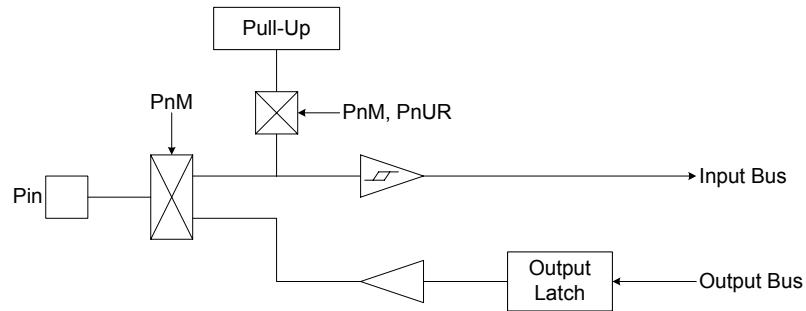 Pull-Up
PnM
PnM, PnUR
Pin
Input Bus
Output
Latch
Output Bus